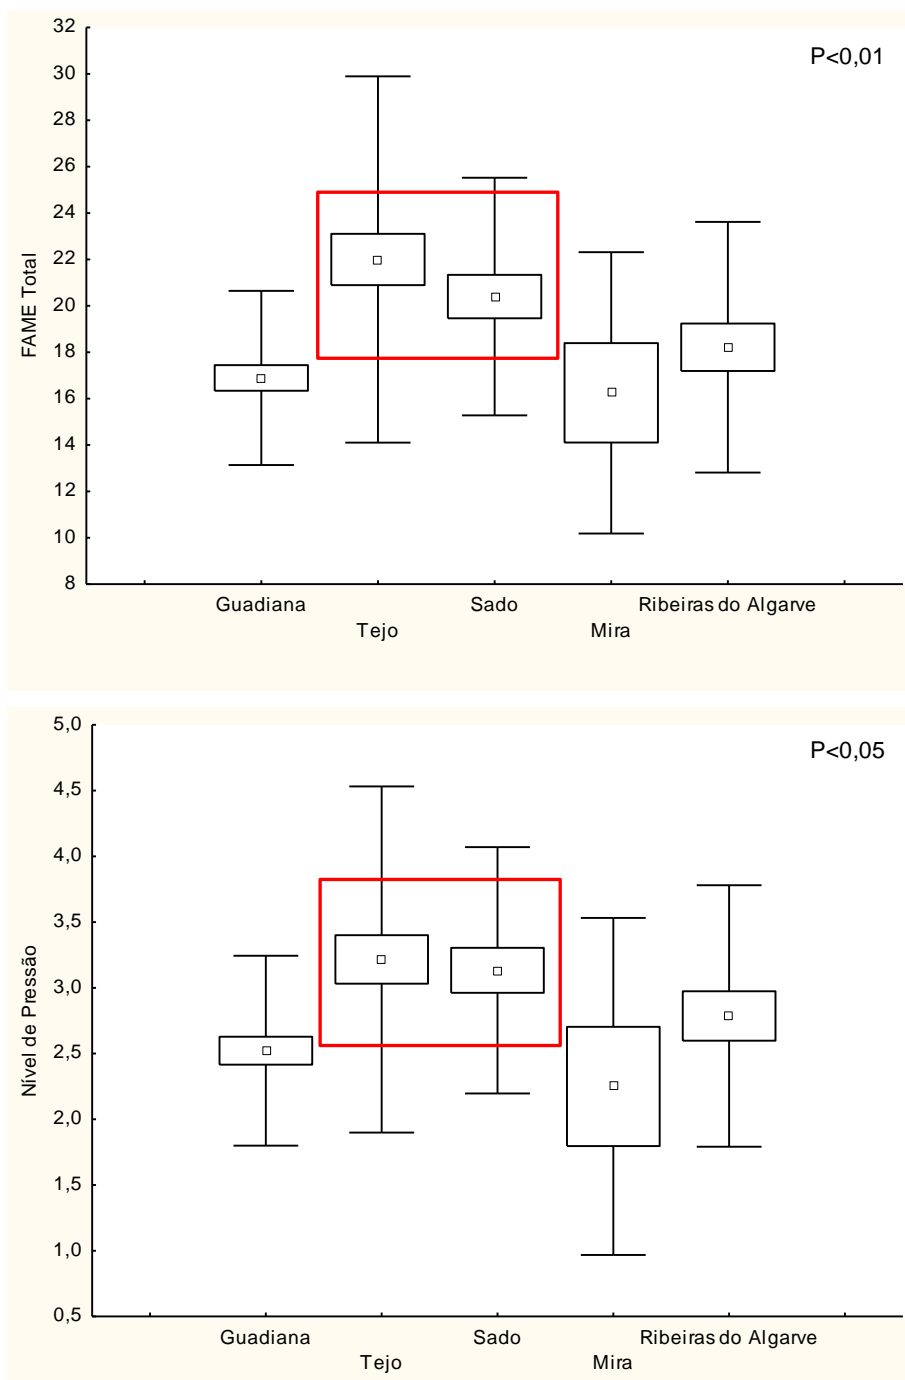 P<0,01
FAME Total
32
30
28
26
24
22
20
18
16
14
12
10
8
Guadiana
Tejo
Sado
Mira
Ribeiras do Algarve
P<0,05
Nível de Pressão
5,0
4,5
4,0
3,5
3,0
2,5
2,0
1,5
1,0
0,5
Guadiana
Tejo
Sado
Mira
Ribeiras do Algarve